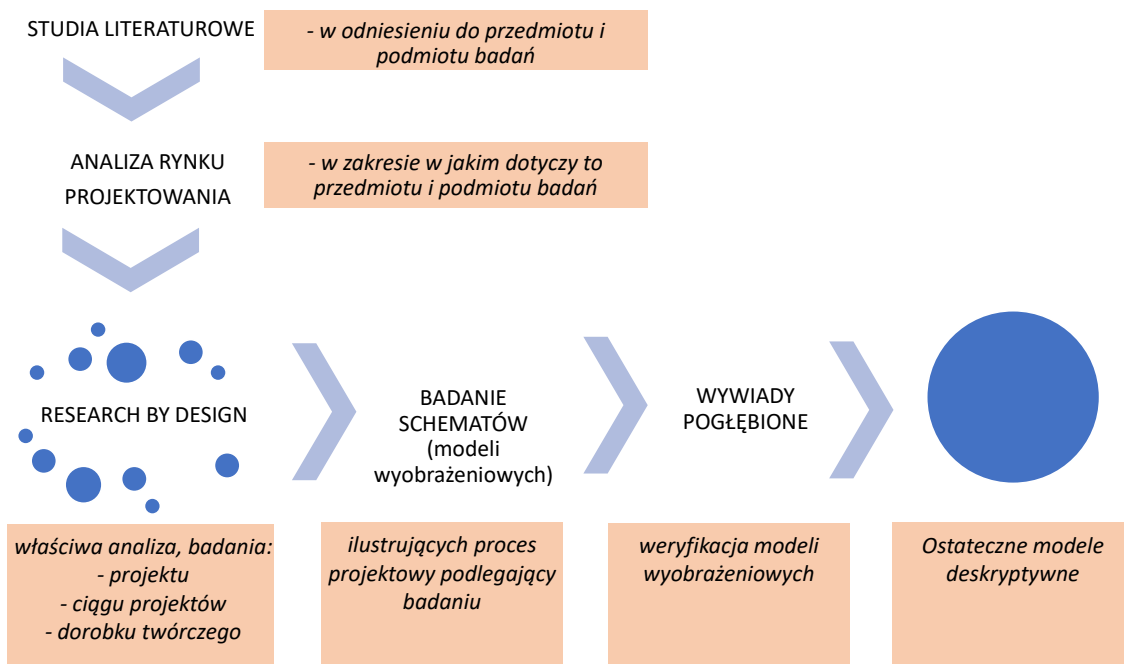 STUDIA LITERATUROWE
- w odniesieniu do przedmiotu i
podmiotu badań
ANALIZA RYNKU
PROJEKTOWANIA
- w zakresie w jakim dotyczy to
przedmiotu i podmiotu badań
RESEARCH BY DESIGN
BADANIE
SCHEMATÓW
(modeli
wyobrażeniowych)
WYWIADY
POGŁĘBIONE
właściwa analiza, badania:
- projektu
- ciągu projektów
- dorobku twórczego
ilustrujących proces
projektowy podlegający
badaniu
weryfikacja modeli
wyobrażeniowych
Ostateczne modele
deskryptywne